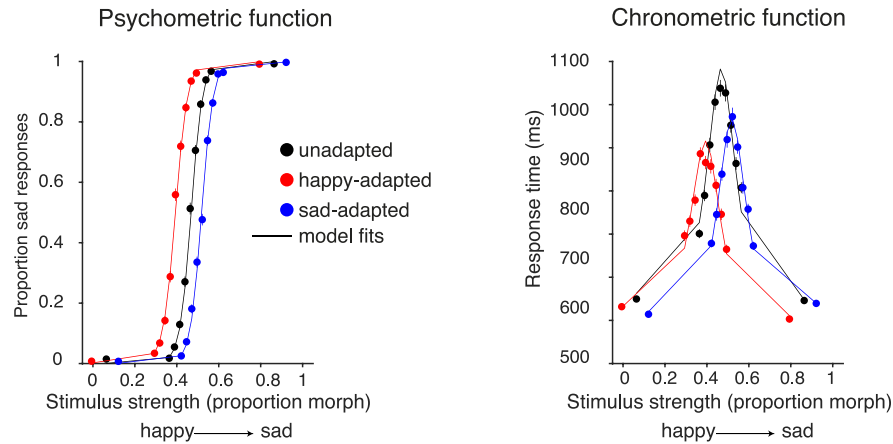 Psychometric function
Proportion sad responses
1
0.8
0.6
0.4
0.2
0
0
0.2
0.4
0.6
0.8
1
Stimulus strength (proportion morph)
happy
sad
unadapted
happy-adapted
sad-adapted
model fits
Chronometric function
Response time (ms)
1100
1000
900
800
700
600
500
0
0.2
0.4
0.6
0.8
1
Stimulus strength (proportion morph)
happy
sad